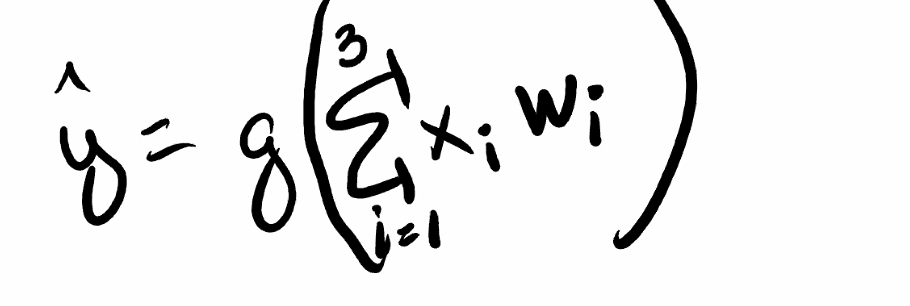 ŷ = g(∑_{i=1}^{3} x_i w_i)